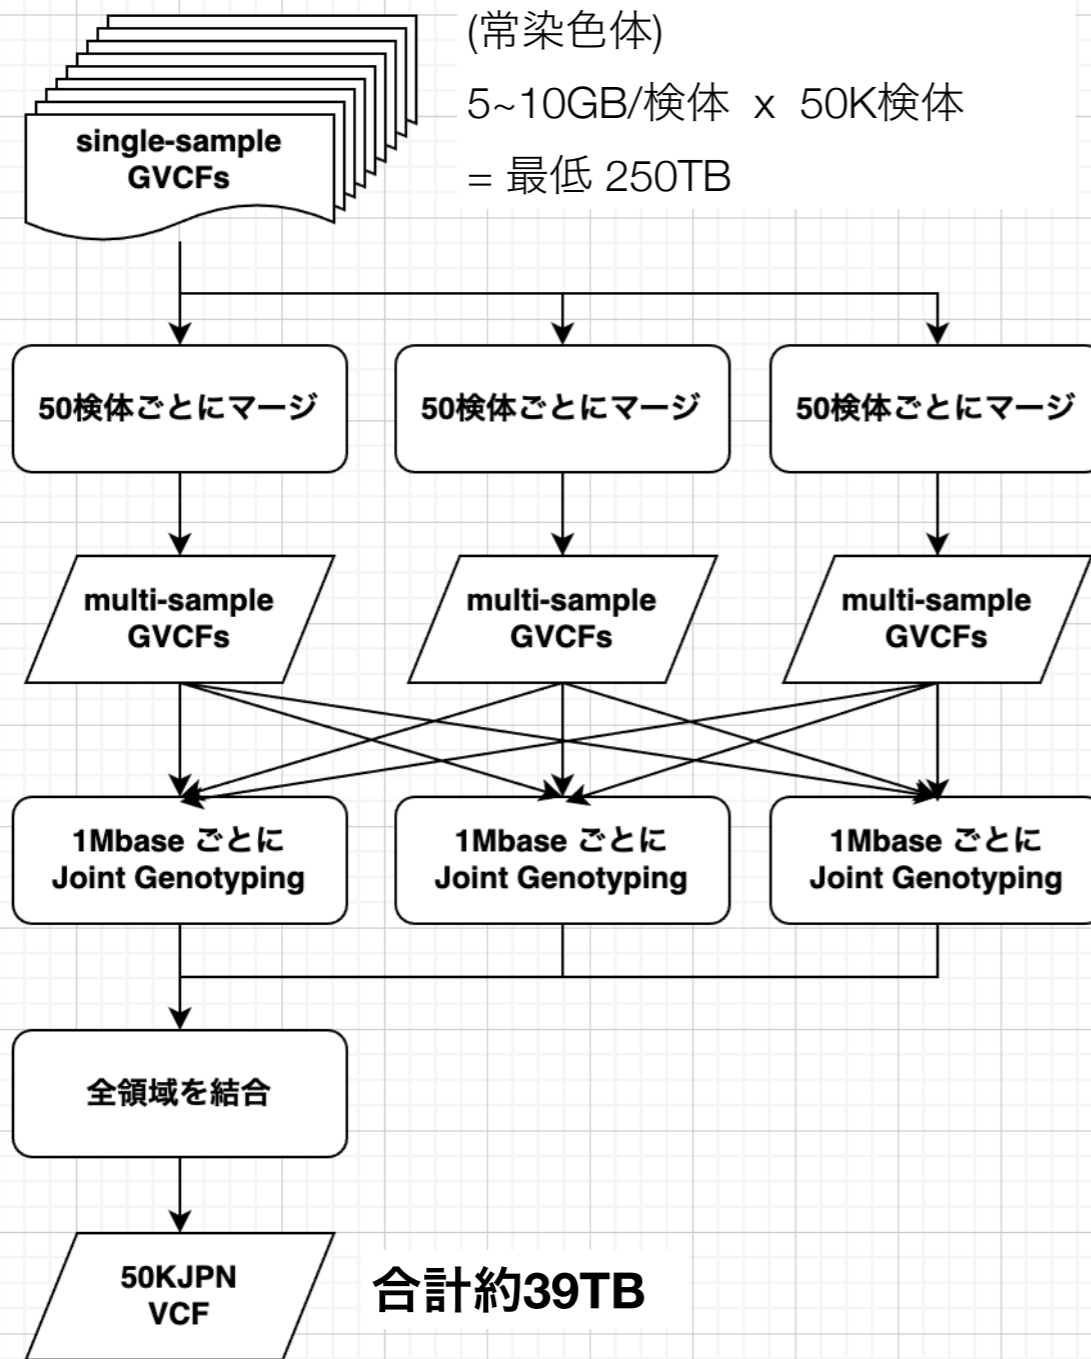 (常染色体)
5~10GB/検体 x 50K検体
= 最低 250TB
single-sample
GVCFs
50検体ごとにマージ
50検体ごとにマージ
50検体ごとにマージ
multi-sample
GVCFs
multi-sample
GVCFs
multi-sample
GVCFs
1Mbase ごとに
Joint Genotyping
1Mbase ごとに
Joint Genotyping
1Mbase ごとに
Joint Genotyping
全領域を結合
50KJPN
VCF
合計約39TB